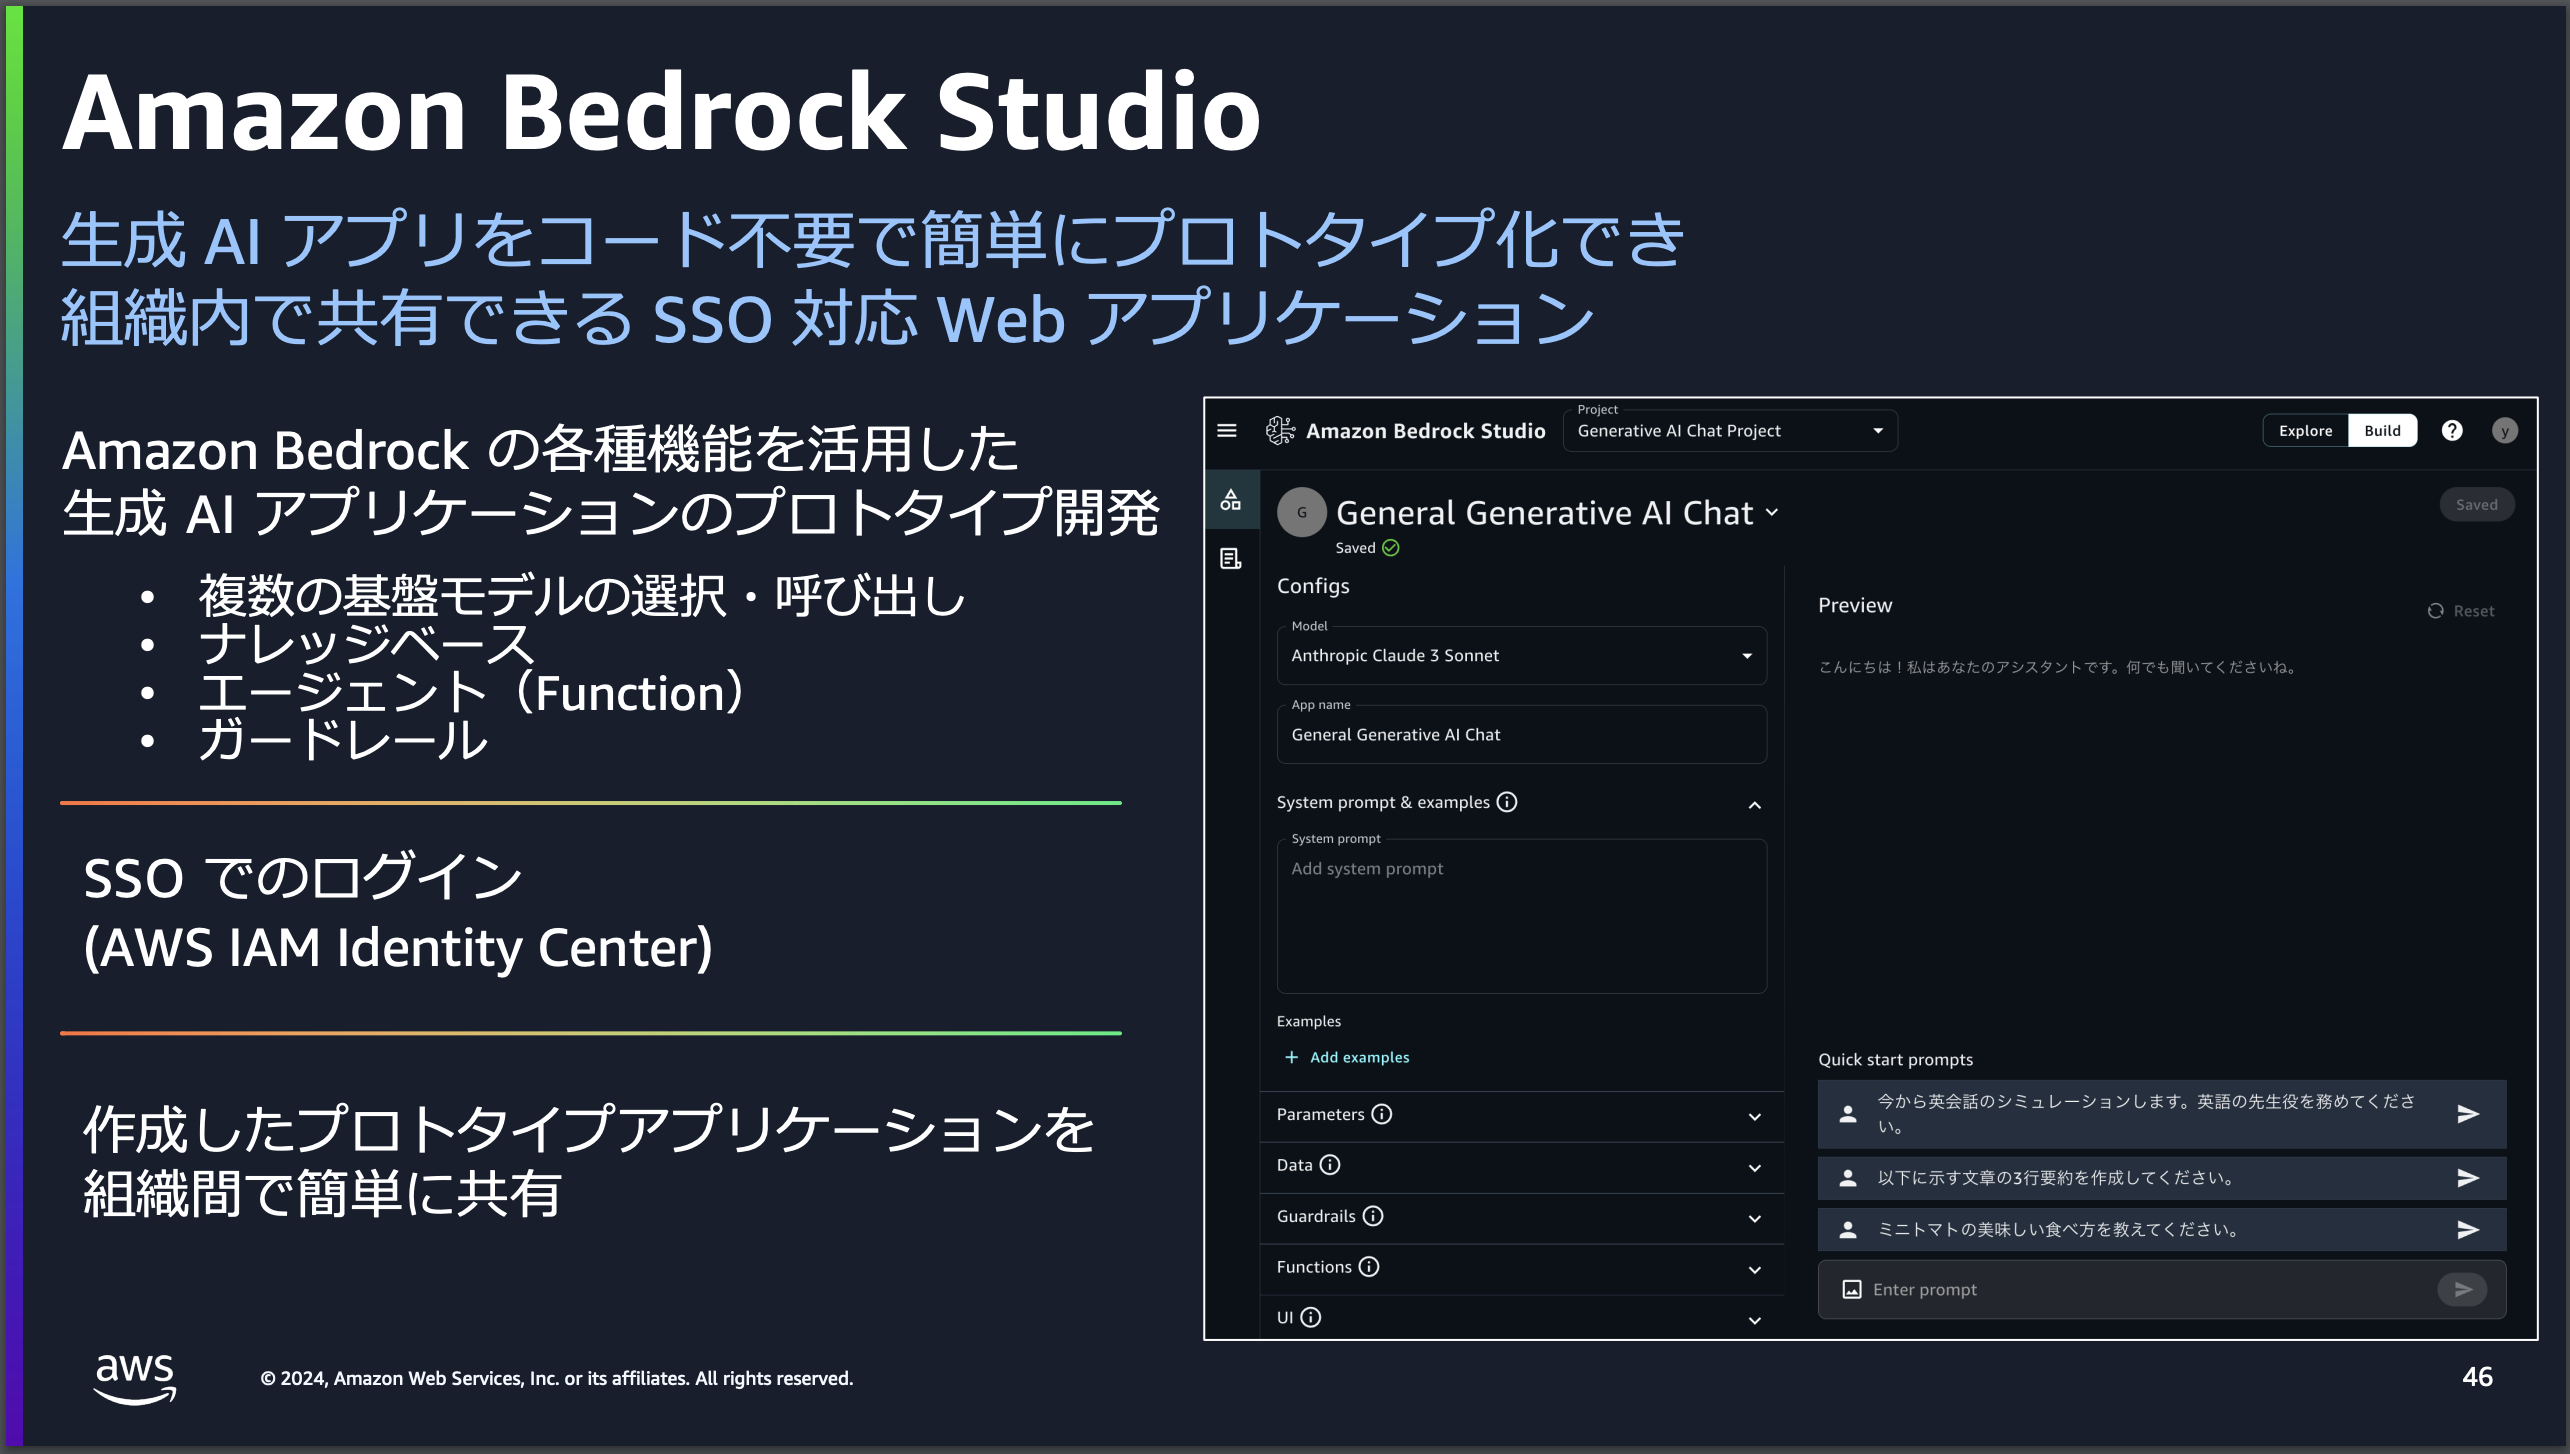 Amazon Bedrock Studio
生成 AI アプリをコード不要で簡単にプロトタイプ化でき
組織内で共有できる SSO 対応 Web アプリケーション
Amazon Bedrock の各種機能を活用した
生成 AI アプリケーションのプロトタイプ開発
• 複数の基盤モデルの選択・呼び出し
• ナレッジベース
• エージェント（Function）
• ガードレール
SSO でのログイン
(AWS IAM Identity Center)
作成したプロトタイプアプリケーションを
組織間で簡単に共有
Amazon Bedrock Studio
Project
Generative AI Chat Project
Explore
Build
?
y
G
General Generative AI Chat
Saved
Saved
Configs
Model
Anthropic Claude 3 Sonnet
App name
General Generative AI Chat
System prompt & examples
System prompt
Add system prompt
Examples
+ Add examples
Parameters
Data
Guardrails
Functions
UI
Preview
Reset
こんにちは！私はあなたのアシスタントです。何でも聞いてくださいね。
Quick start prompts
今から英会話のシミュレーションします。英語の先生役を務めてくださ
い。
以下に示す文章の3行要約を作成してください。
ミニトマトの美味しい食べ方を教えてください。
Enter prompt
aws
© 2024, Amazon Web Services, Inc. or its affiliates. All rights reserved.
46